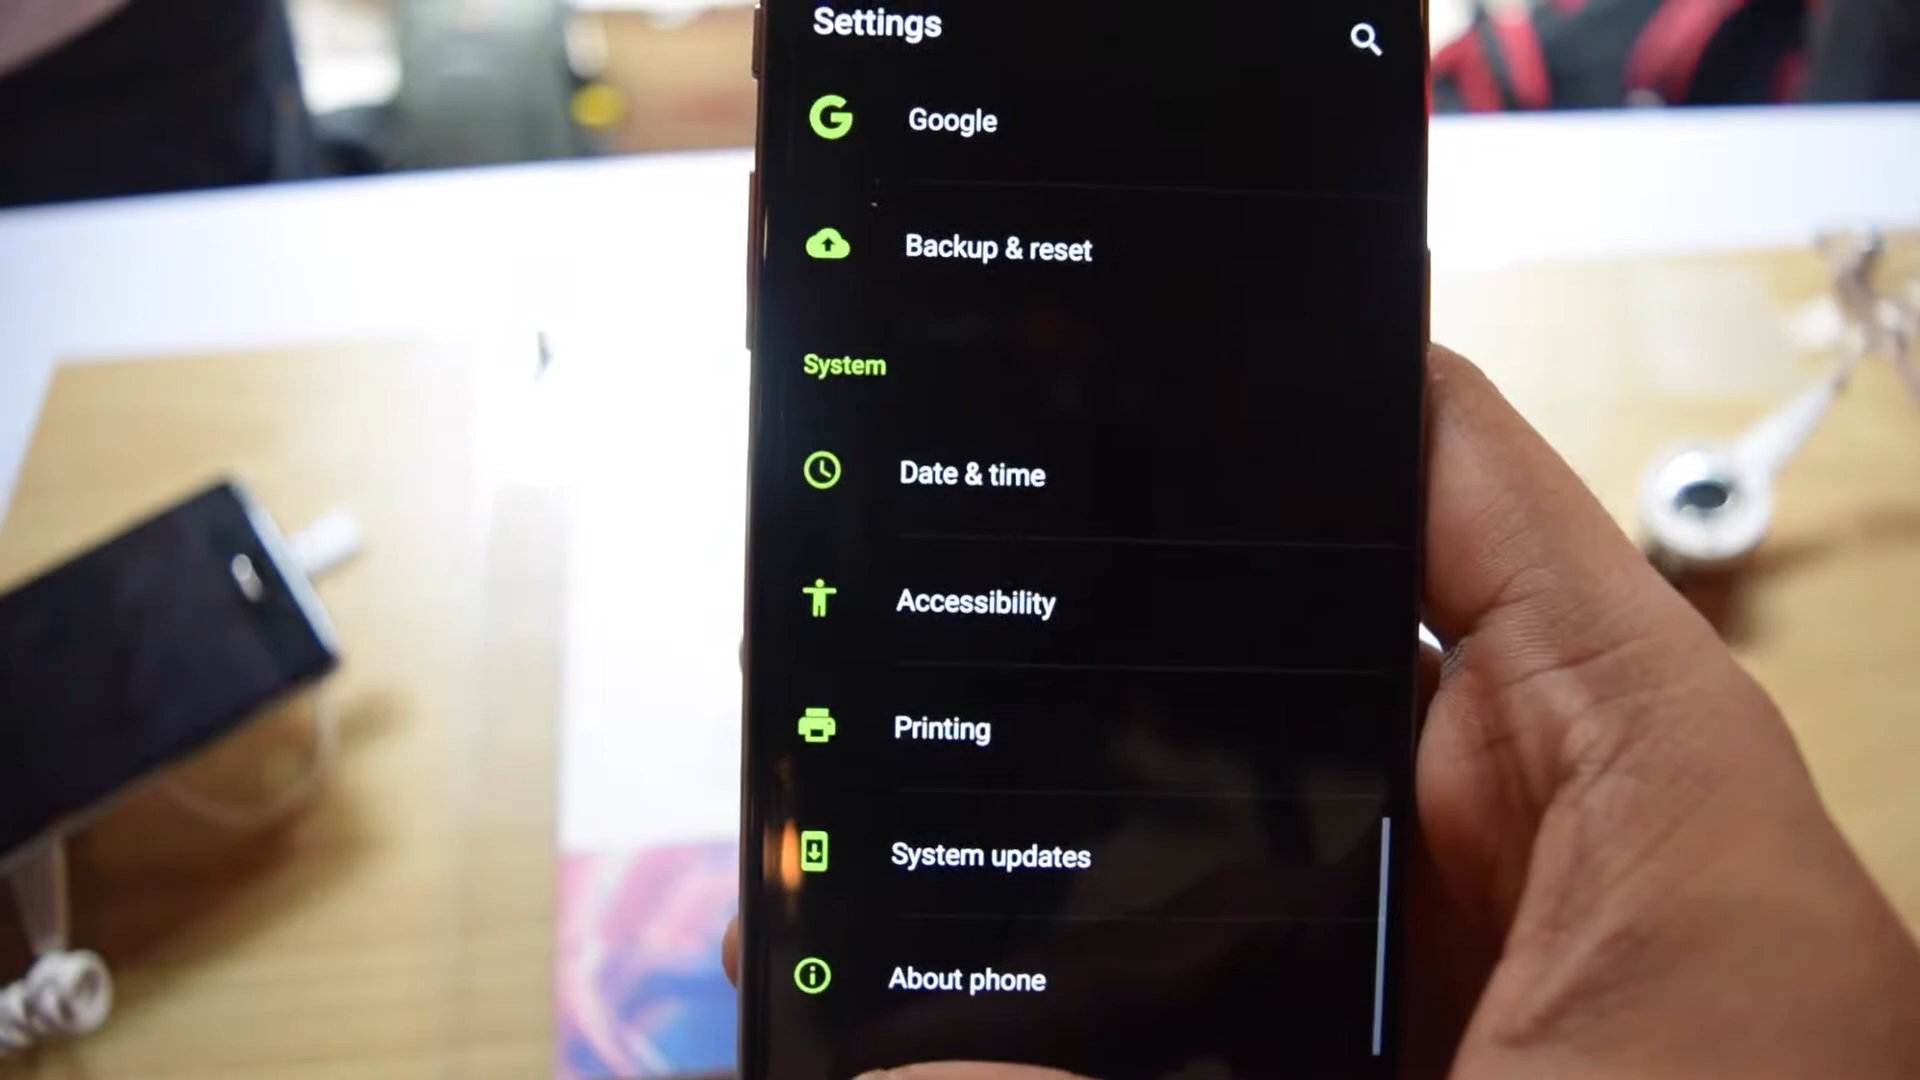 Settings
Google
Backup & reset
System
Date & time
Accessibility
Printing
System updates
About phone